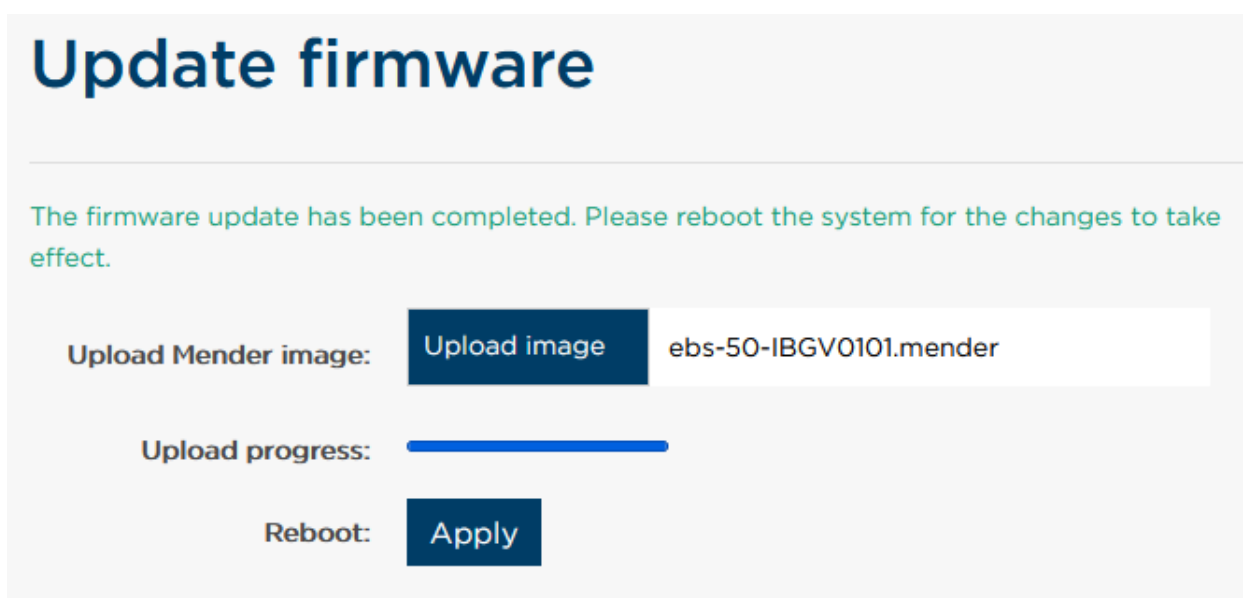 Update firmware
The firmware update has been completed. Please reboot the system for the changes to take
effect.
Upload Mender image: Upload image ebs-50-IBGV0101.mender
Upload progress:
Reboot: Apply